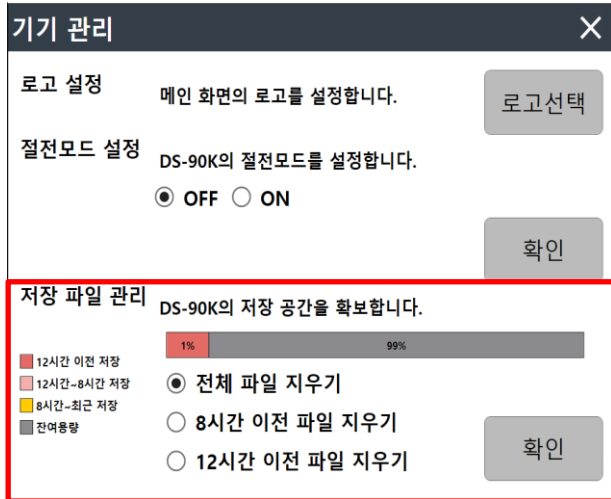 기기 관리
로고 설정
메인 화면의 로고를 설정합니다.
로고선택
절전모드 설정
DS-90K의 절전모드를 설정합니다.
OFF ON
확인
저장 파일 관리
DS-90K의 저장 공간을 확보합니다.
1% 99%
12시간 이전 저장
12시간~8시간 저장
8시간~최근 저장
잔여용량
전체 파일 지우기
8시간 이전 파일 지우기
12시간 이전 파일 지우기
확인